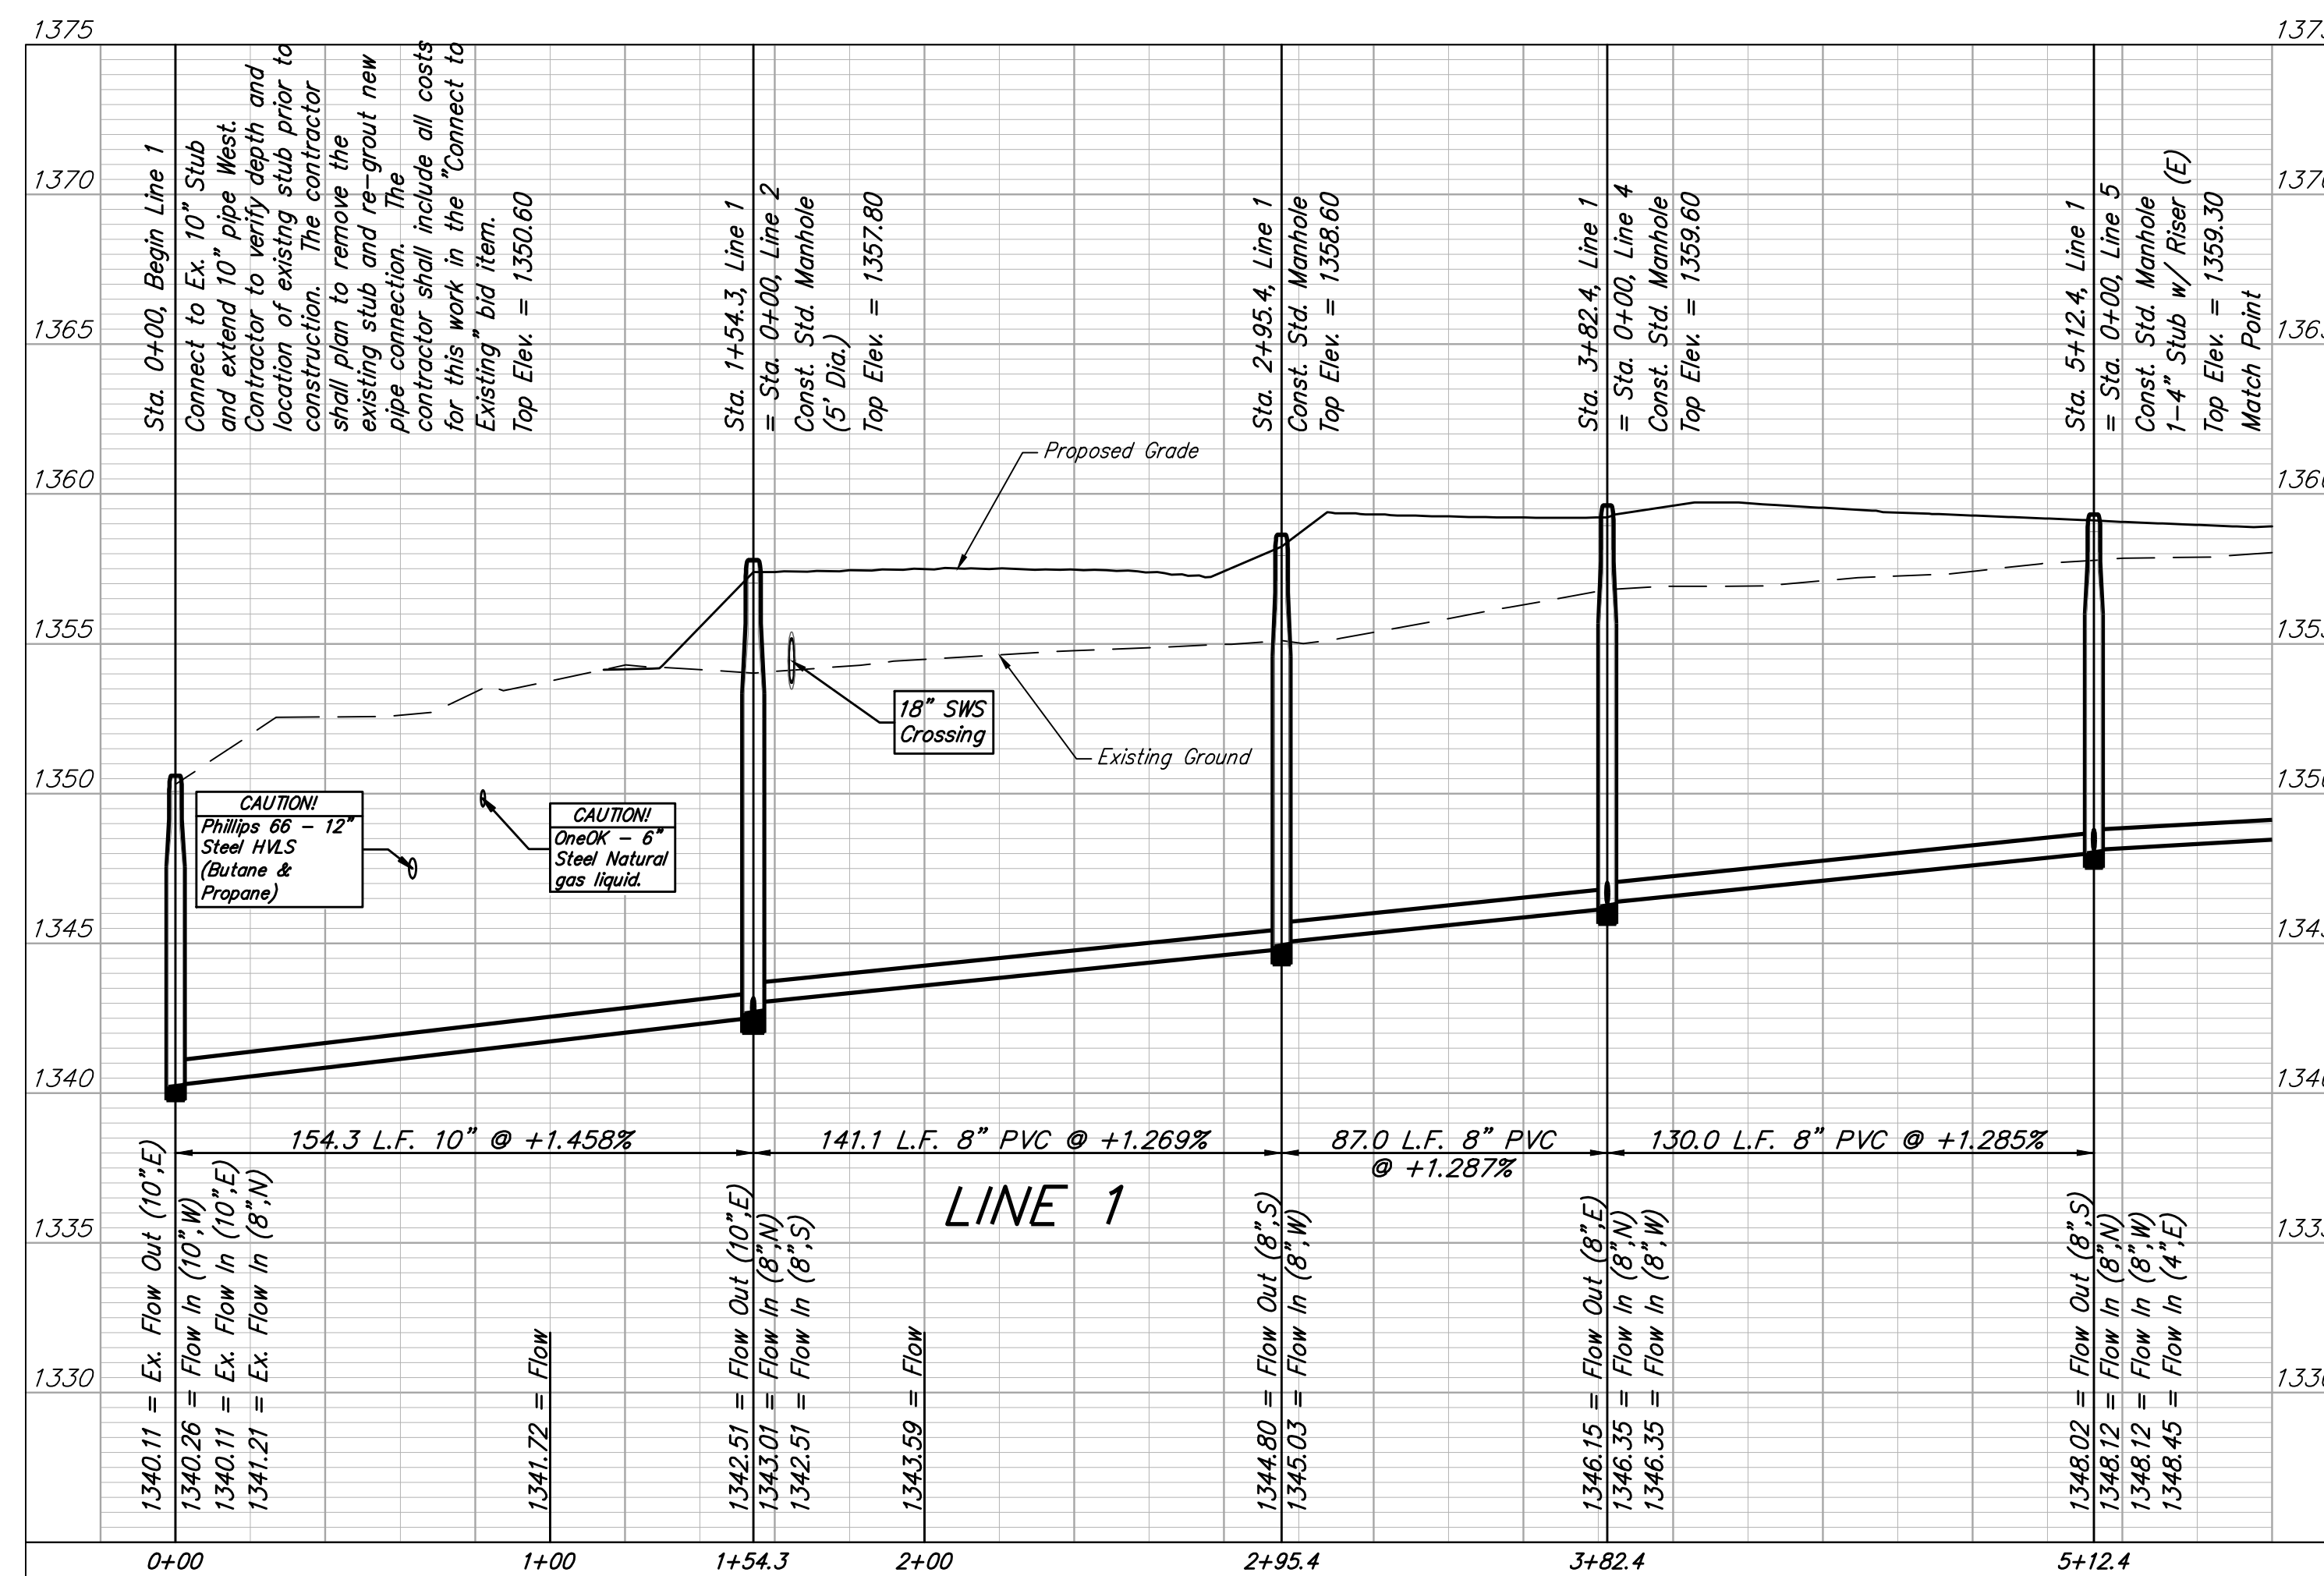 1375
1370
1365
1360
1355
1350
1345
1340
1335
1330
Sta. 0+00, Begin Line 1
Connect to Ex. 10" Stub
and extend 10" pipe West.
Contractor to verify depth and
location of existng stub prior to
construction. The contractor
shall plan to remove the
existing stub and re-grout new
pipe connection. The
contractor shall include all costs
for this work in the "Connect to
Existing" bid item.
Top Elev. = 1350.60
Sta. 1+54.3, Line 1
= Sta. 0+00, Line 2
Const. Std. Manhole
(5' Dia.)
Top Elev. = 1357.80
Sta. 2+95.4, Line 1
Const. Std. Manhole
Top Elev. = 1358.60
Sta. 3+82.4, Line 1
= Sta. 0+00, Line 4
Const. Std. Manhole
Top Elev. = 1359.60
Sta. 5+12.4, Line 1
= Sta. 0+00, Line 5
Const. Std. Manhole
1-4" Stub w/ Riser (E)
Top Elev. = 1359.30
Match Point
Proposed Grade
18" SWS
Crossing
Existing Ground
CAUTION!
Phillips 66 - 12"
Steel HVLS
(Butane &
Propane)
CAUTION!
OneOK - 6"
Steel Natural
gas liquid.
154.3 L.F. 10" @ +1.458%
141.1 L.F. 8" PVC @ +1.269%
87.0 L.F. 8" PVC
@ +1.287%
130.0 L.F. 8" PVC @ +1.285%
LINE 1
1340.11 = Ex. Flow Out (10",E)
1340.26 = Flow In (10",W)
1340.11 = Ex. Flow In (10",E)
1341.21 = Ex. Flow In (8",N)
1341.72 = Flow
1342.51 = Flow Out (10",E)
1343.01 = Flow In (8",N)
1342.51 = Flow In (8",S)
1343.59 = Flow
1344.80 = Flow Out (8",S)
1345.03 = Flow In (8",W)
1346.15 = Flow Out (8",E)
1346.35 = Flow In (8",N)
1346.35 = Flow In (8",W)
1348.02 = Flow Out (8",S)
1348.12 = Flow In (8",N)
1348.12 = Flow In (8",W)
1348.45 = Flow In (4",E)
0+00
1+00
1+54.3
2+00
2+95.4
3+82.4
5+12.4